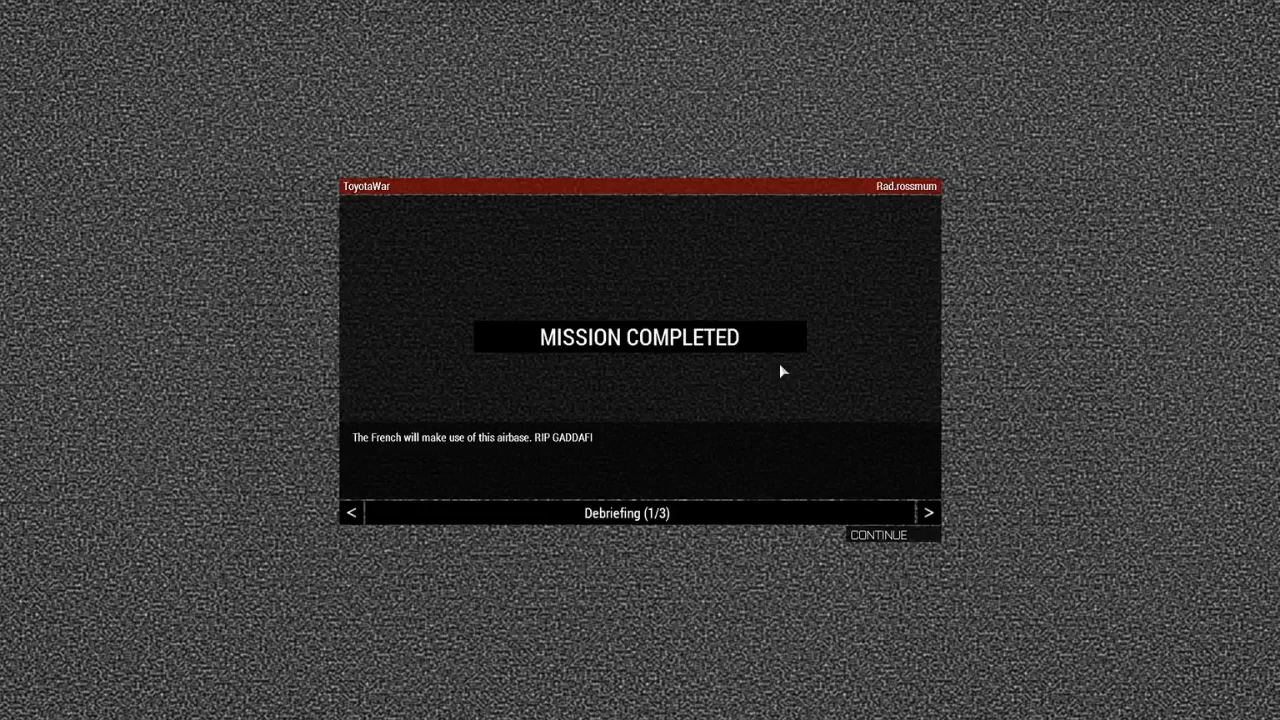 ToyotaWar
Rad.rossmum
MISSION COMPLETED
The French will make use of this airbase. RIP GADDAFI
< Debriefing (1/3) >
CONTINUE